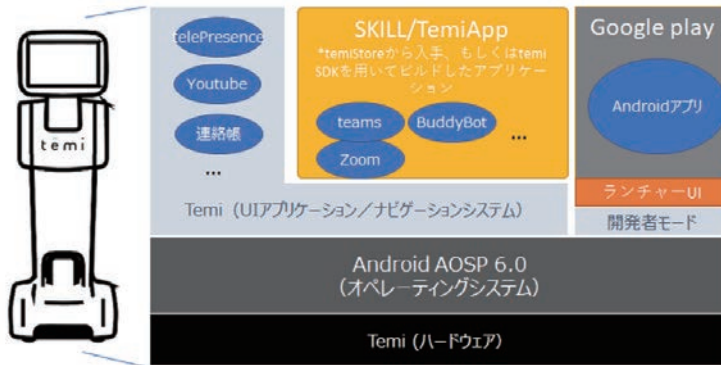 temi
telePresence
Youtube
連絡帳
...
SKILL/TemiApp
*temiStoreから入手、もしくはtemi
SDKを用いてビルドしたアプリケー
ション
teams
BuddyBot
Zoom
...
Google play
Androidアプリ
ランチャーUI
開発者モード
Temi（UIアプリケーション／ナビゲーションシステム）
Android AOSP 6.0
（オペレーティングシステム）
Temi（ハードウェア）